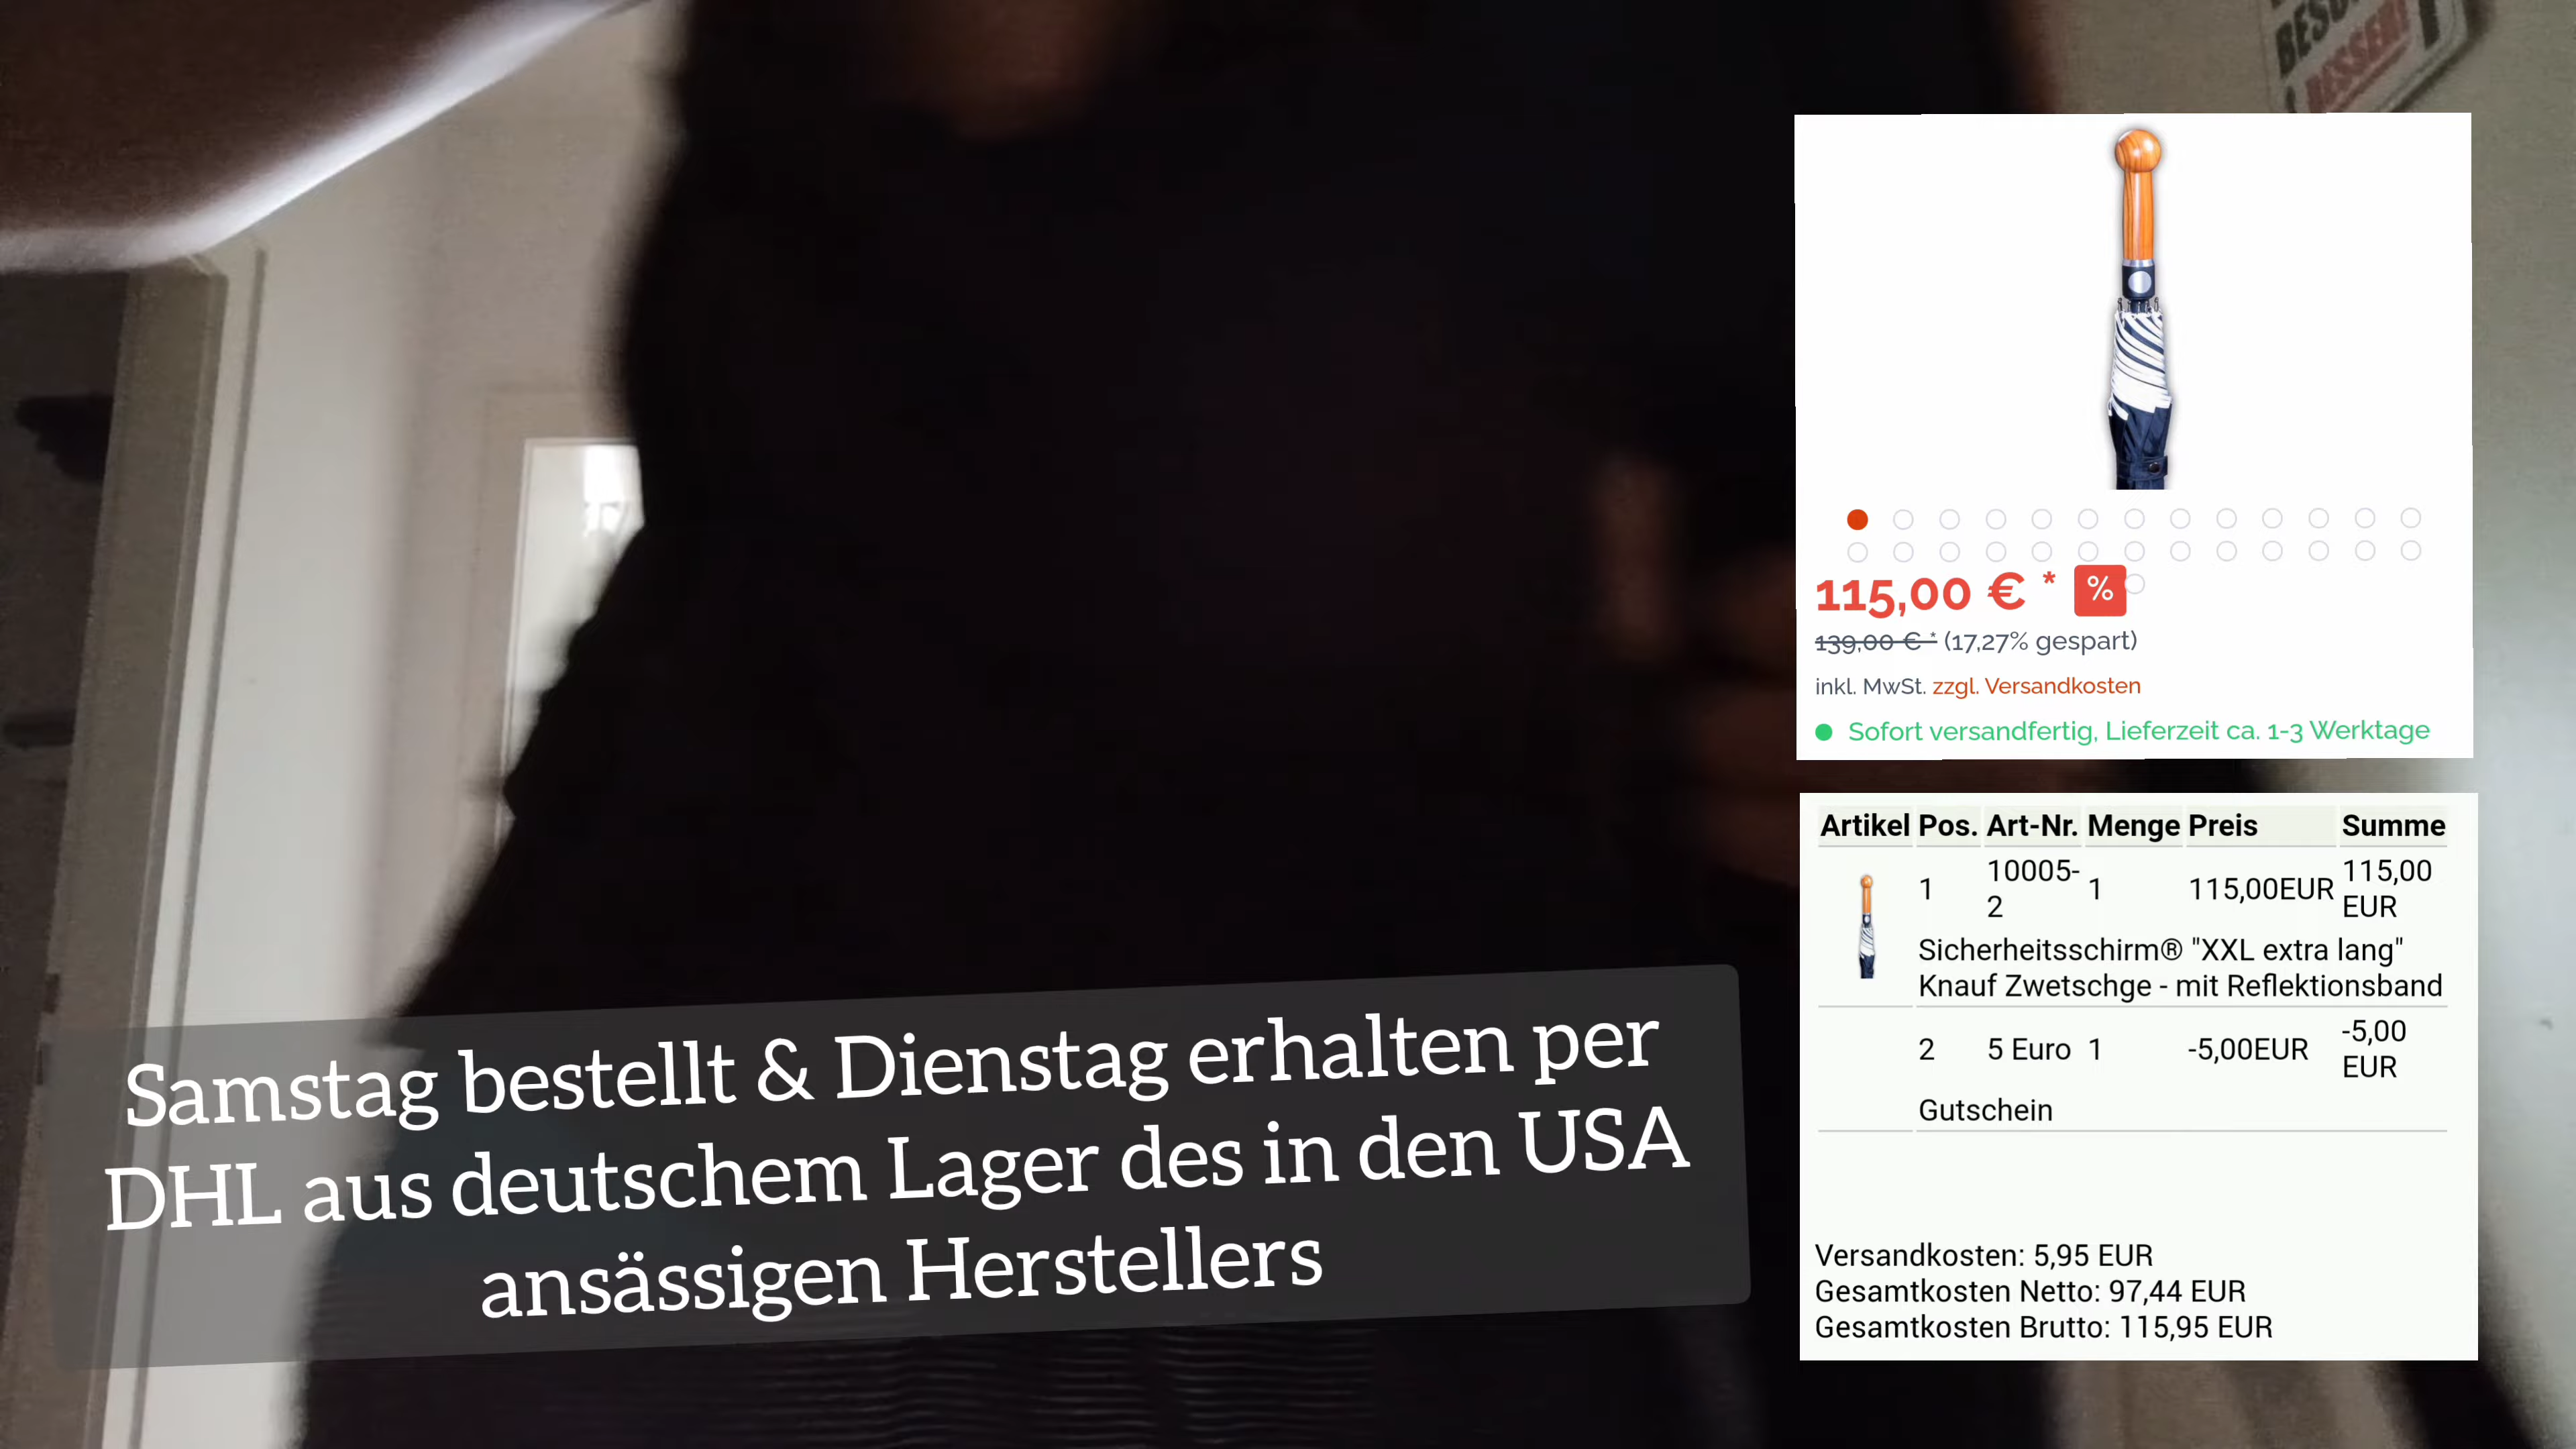 BESSER!
115,00 € * %
139,00 € * (17,27% gespart)
inkl. MwSt. zzgl. Versandkosten
Sofort versandfertig, Lieferzeit ca. 1-3 Werktage
Artikel Pos. Art-Nr. Menge Preis Summe
1 10005-2 1 115,00EUR 115,00 EUR
Sicherheitsschirm® "XXL extra lang"
Knauf Zwetschge - mit Reflektionsband
2 5 Euro 1 -5,00EUR -5,00 EUR
Gutschein
Versandkosten: 5,95 EUR
Gesamtkosten Netto: 97,44 EUR
Gesamtkosten Brutto: 115,95 EUR
Samstag bestellt & Dienstag erhalten per
DHL aus deutschem Lager des in den USA
ansässigen Herstellers